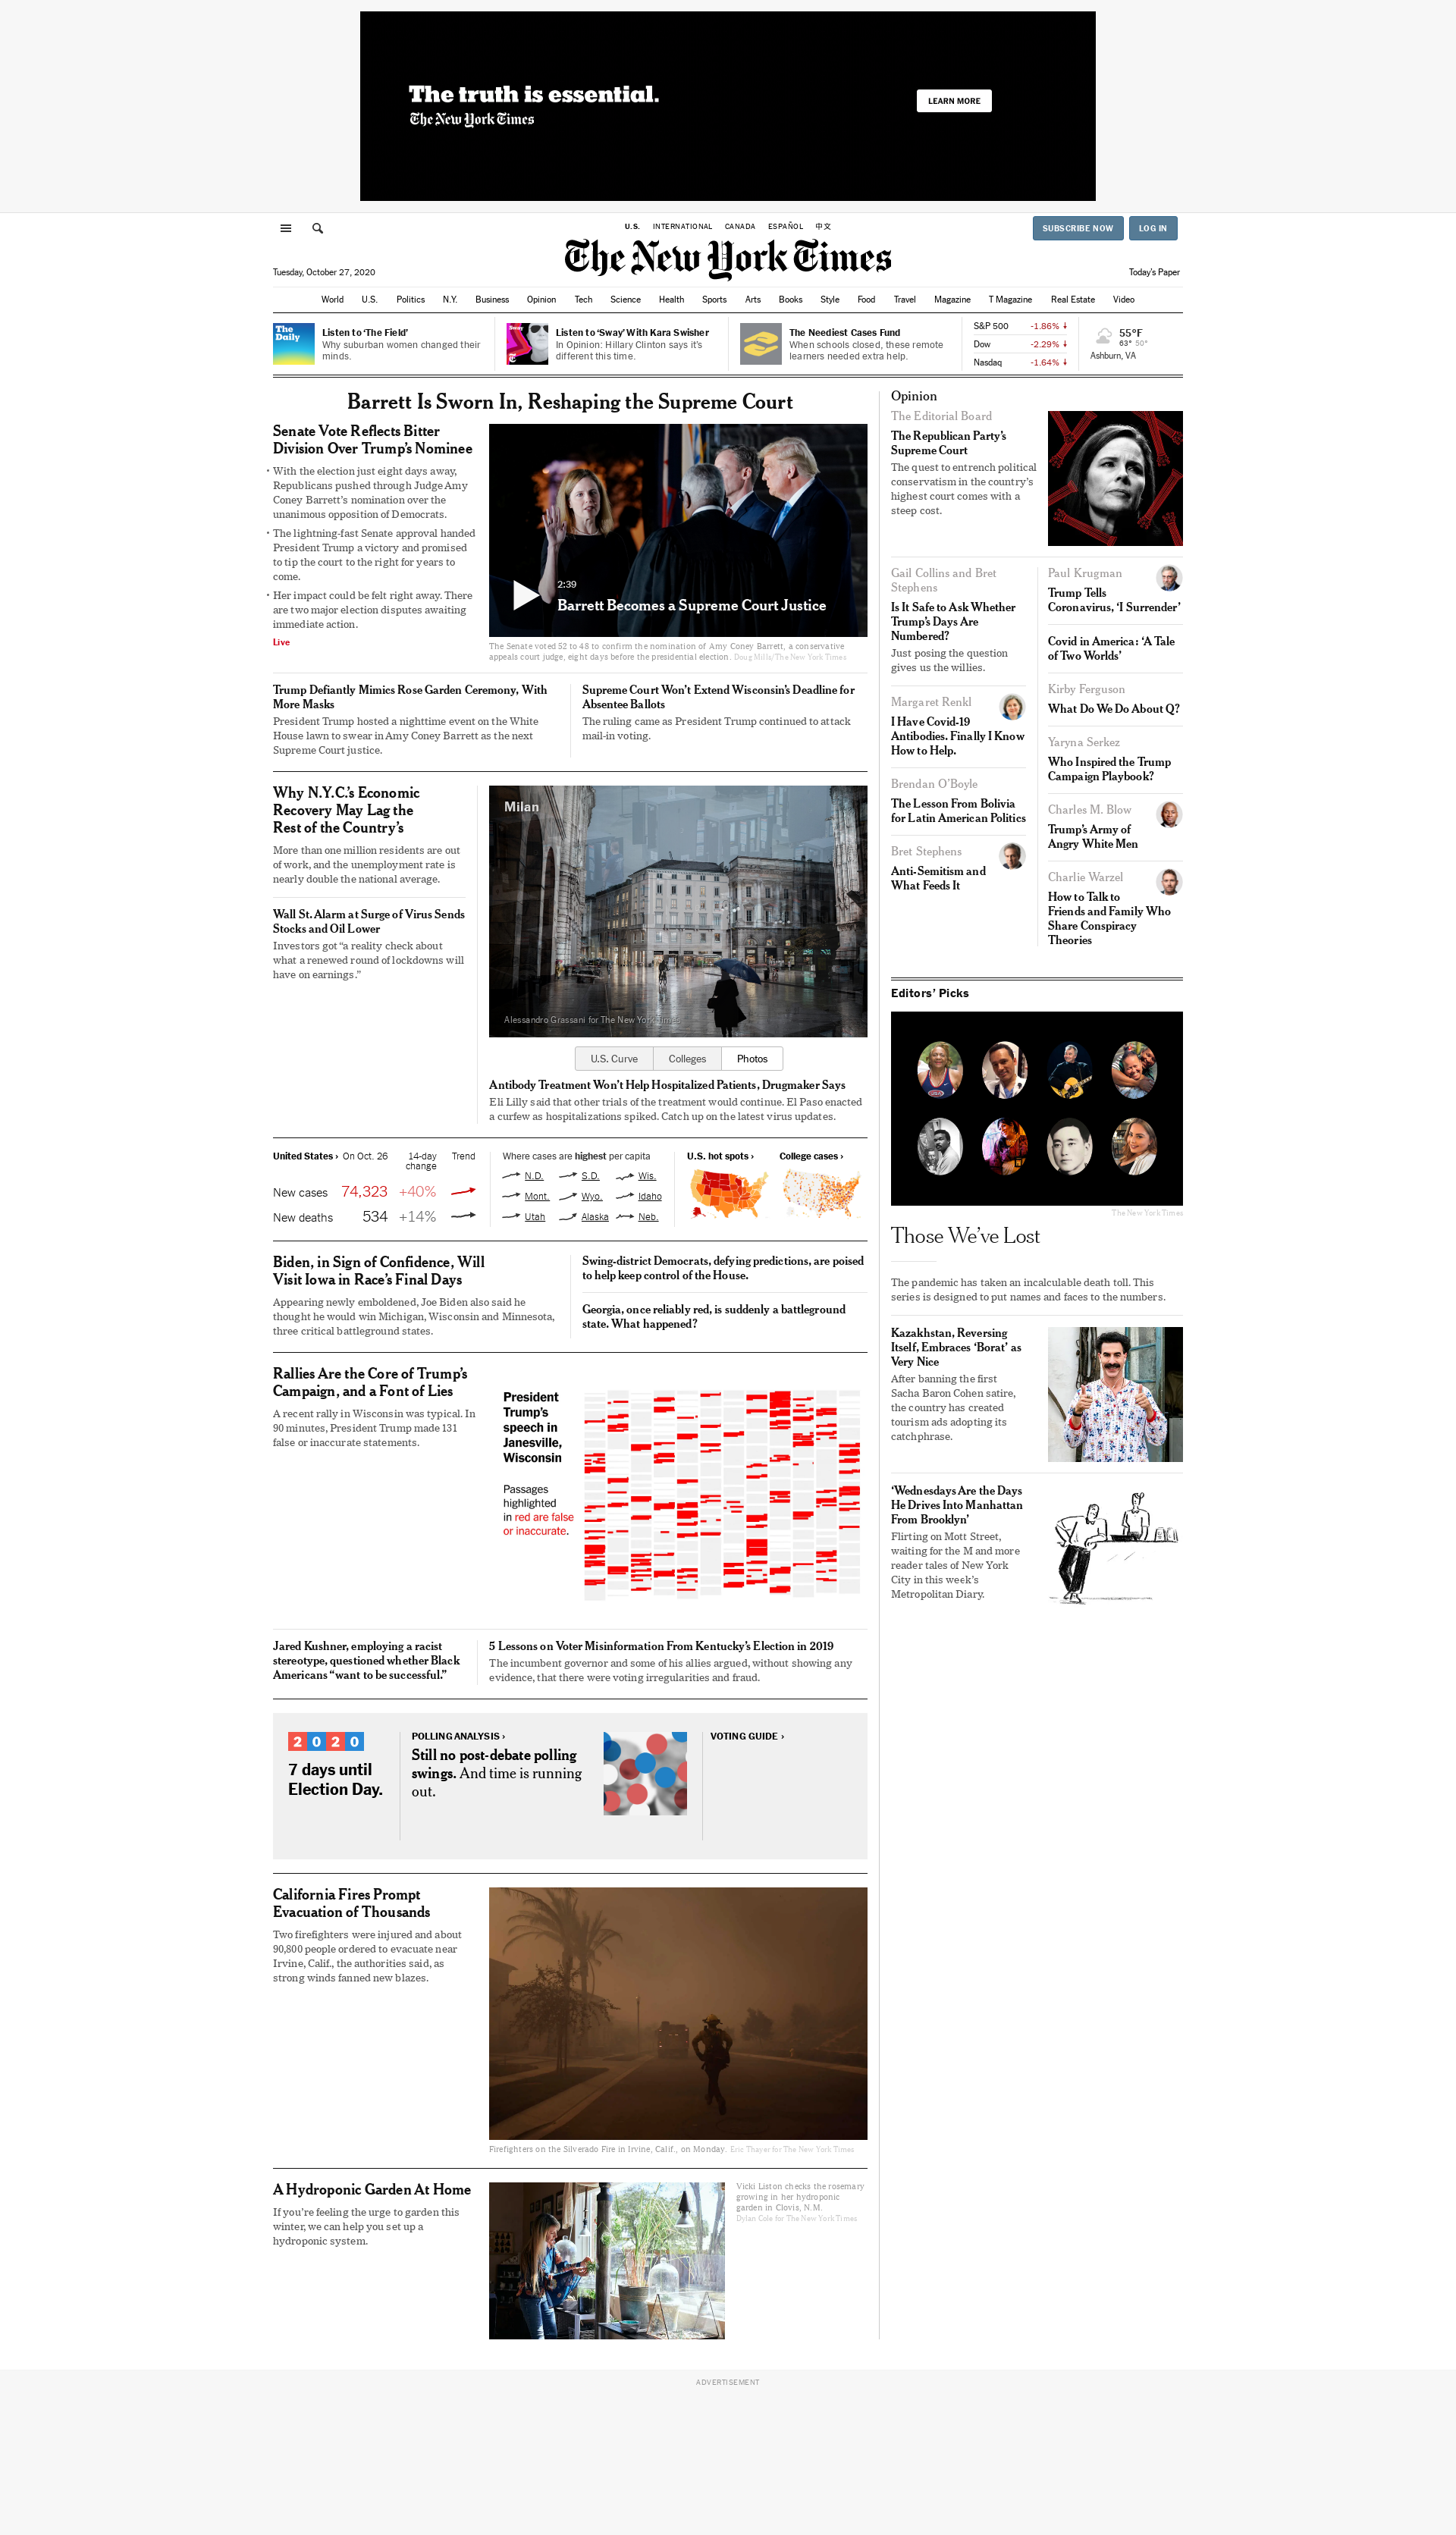 The truth is essential.
The New York Times
LEARN MORE
U.S. INTERNATIONAL CANADA ESPAÑOL 中文
SUBSCRIBE NOW LOG IN
The New York Times
Tuesday, October 27, 2020
Today's Paper
World U.S. Politics N.Y. Business Opinion Tech Science Health Sports Arts Books Style Food Travel Magazine T Magazine Real Estate Video
The
Daily
Listen to ‘The Field’
Why suburban women changed their
minds.
Sway
Listen to ‘Sway’ With Kara Swisher
In Opinion: Hillary Clinton says it’s
different this time.
The Neediest Cases Fund
When schools closed, these remote
learners needed extra help.
S&P 500 -1.86%
Dow -2.29%
Nasdaq -1.64%
55°F
63° 50°
Ashburn, VA
Barrett Is Sworn In, Reshaping the Supreme Court
Senate Vote Reflects Bitter
Division Over Trump’s Nominee
• With the election just eight days away,
Republicans pushed through Judge Amy
Coney Barrett’s nomination over the
unanimous opposition of Democrats.
• The lightning-fast Senate approval handed
President Trump a victory and promised
to tip the court to the right for years to
come.
• Her impact could be felt right away. There
are two major election disputes awaiting
immediate action.
Live
2:39
Barrett Becomes a Supreme Court Justice
The Senate voted 52 to 48 to confirm the nomination of Amy Coney Barrett, a conservative
appeals court judge, eight days before the presidential election. Doug Mills/The New York Times
Trump Defiantly Mimics Rose Garden Ceremony, With
More Masks
President Trump hosted a nighttime event on the White
House lawn to swear in Amy Coney Barrett as the next
Supreme Court justice.
Supreme Court Won’t Extend Wisconsin’s Deadline for
Absentee Ballots
The ruling came as President Trump continued to attack
mail-in voting.
Why N.Y.C.’s Economic
Recovery May Lag the
Rest of the Country’s
More than one million residents are out
of work, and the unemployment rate is
nearly double the national average.
Wall St. Alarm at Surge of Virus Sends
Stocks and Oil Lower
Investors got “a reality check about
what a renewed round of lockdowns will
have on earnings.”
Milan
Alessandro Grassani for The New York Times
U.S. Curve Colleges Photos
Antibody Treatment Won’t Help Hospitalized Patients, Drugmaker Says
Eli Lilly said that other trials of the treatment would continue. El Paso enacted
a curfew as hospitalizations spiked. Catch up on the latest virus updates.
United States › On Oct. 26 14-day
change Trend
New cases 74,323 +40%
New deaths 534 +14%
Where cases are highest per capita
N.D. S.D. Wis.
Mont. Wyo. Idaho
Utah Alaska Neb.
U.S. hot spots ›
College cases ›
Biden, in Sign of Confidence, Will
Visit Iowa in Race’s Final Days
Appearing newly emboldened, Joe Biden also said he
thought he would win Michigan, Wisconsin and Minnesota,
three critical battleground states.
Swing-district Democrats, defying predictions, are poised
to help keep control of the House.
Georgia, once reliably red, is suddenly a battleground
state. What happened?
Rallies Are the Core of Trump’s
Campaign, and a Font of Lies
A recent rally in Wisconsin was typical. In
90 minutes, President Trump made 131
false or inaccurate statements.
President
Trump’s
speech in
Janesville,
Wisconsin
Passages
highlighted
in red are false
or inaccurate.
Jared Kushner, employing a racist
stereotype, questioned whether Black
Americans “want to be successful.”
5 Lessons on Voter Misinformation From Kentucky’s Election in 2019
The incumbent governor and some of his allies argued, without showing any
evidence, that there were voting irregularities and fraud.
2020
7 days until
Election Day.
POLLING ANALYSIS ›
Still no post-debate polling
swings. And time is running
out.
VOTING GUIDE ›
California Fires Prompt
Evacuation of Thousands
Two firefighters were injured and about
90,800 people ordered to evacuate near
Irvine, Calif., the authorities said, as
strong winds fanned new blazes.
Firefighters on the Silverado Fire in Irvine, Calif., on Monday. Eric Thayer for The New York Times
A Hydroponic Garden At Home
If you’re feeling the urge to garden this
winter, we can help you set up a
hydroponic system.
Vicki Liston checks the rosemary
growing in her hydroponic
garden in Clovis, N.M.
Dylan Cole for The New York Times
Opinion
The Editorial Board
The Republican Party’s
Supreme Court
The quest to entrench political
conservatism in the country’s
highest court comes with a
steep cost.
Gail Collins and Bret
Stephens
Is It Safe to Ask Whether
Trump’s Days Are
Numbered?
Just posing the question
gives us the willies.
Margaret Renkl
I Have Covid-19
Antibodies. Finally I Know
How to Help.
Brendan O’Boyle
The Lesson From Bolivia
for Latin American Politics
Bret Stephens
Anti-Semitism and
What Feeds It
Paul Krugman
Trump Tells
Coronavirus, ‘I Surrender’
Covid in America: ‘A Tale
of Two Worlds’
Kirby Ferguson
What Do We Do About Q?
Yaryna Serkez
Who Inspired the Trump
Campaign Playbook?
Charles M. Blow
Trump’s Army of
Angry White Men
Charlie Warzel
How to Talk to
Friends and Family Who
Share Conspiracy
Theories
Editors’ Picks
The New York Times
Those We’ve Lost
The pandemic has taken an incalculable death toll. This
series is designed to put names and faces to the numbers.
Kazakhstan, Reversing
Itself, Embraces ‘Borat’ as
Very Nice
After banning the first
Sacha Baron Cohen satire,
the country has created
tourism ads adopting its
catchphrase.
‘Wednesdays Are the Days
He Drives Into Manhattan
From Brooklyn’
Flirting on Mott Street,
waiting for the M and more
reader tales of New York
City in this week’s
Metropolitan Diary.
ADVERTISEMENT